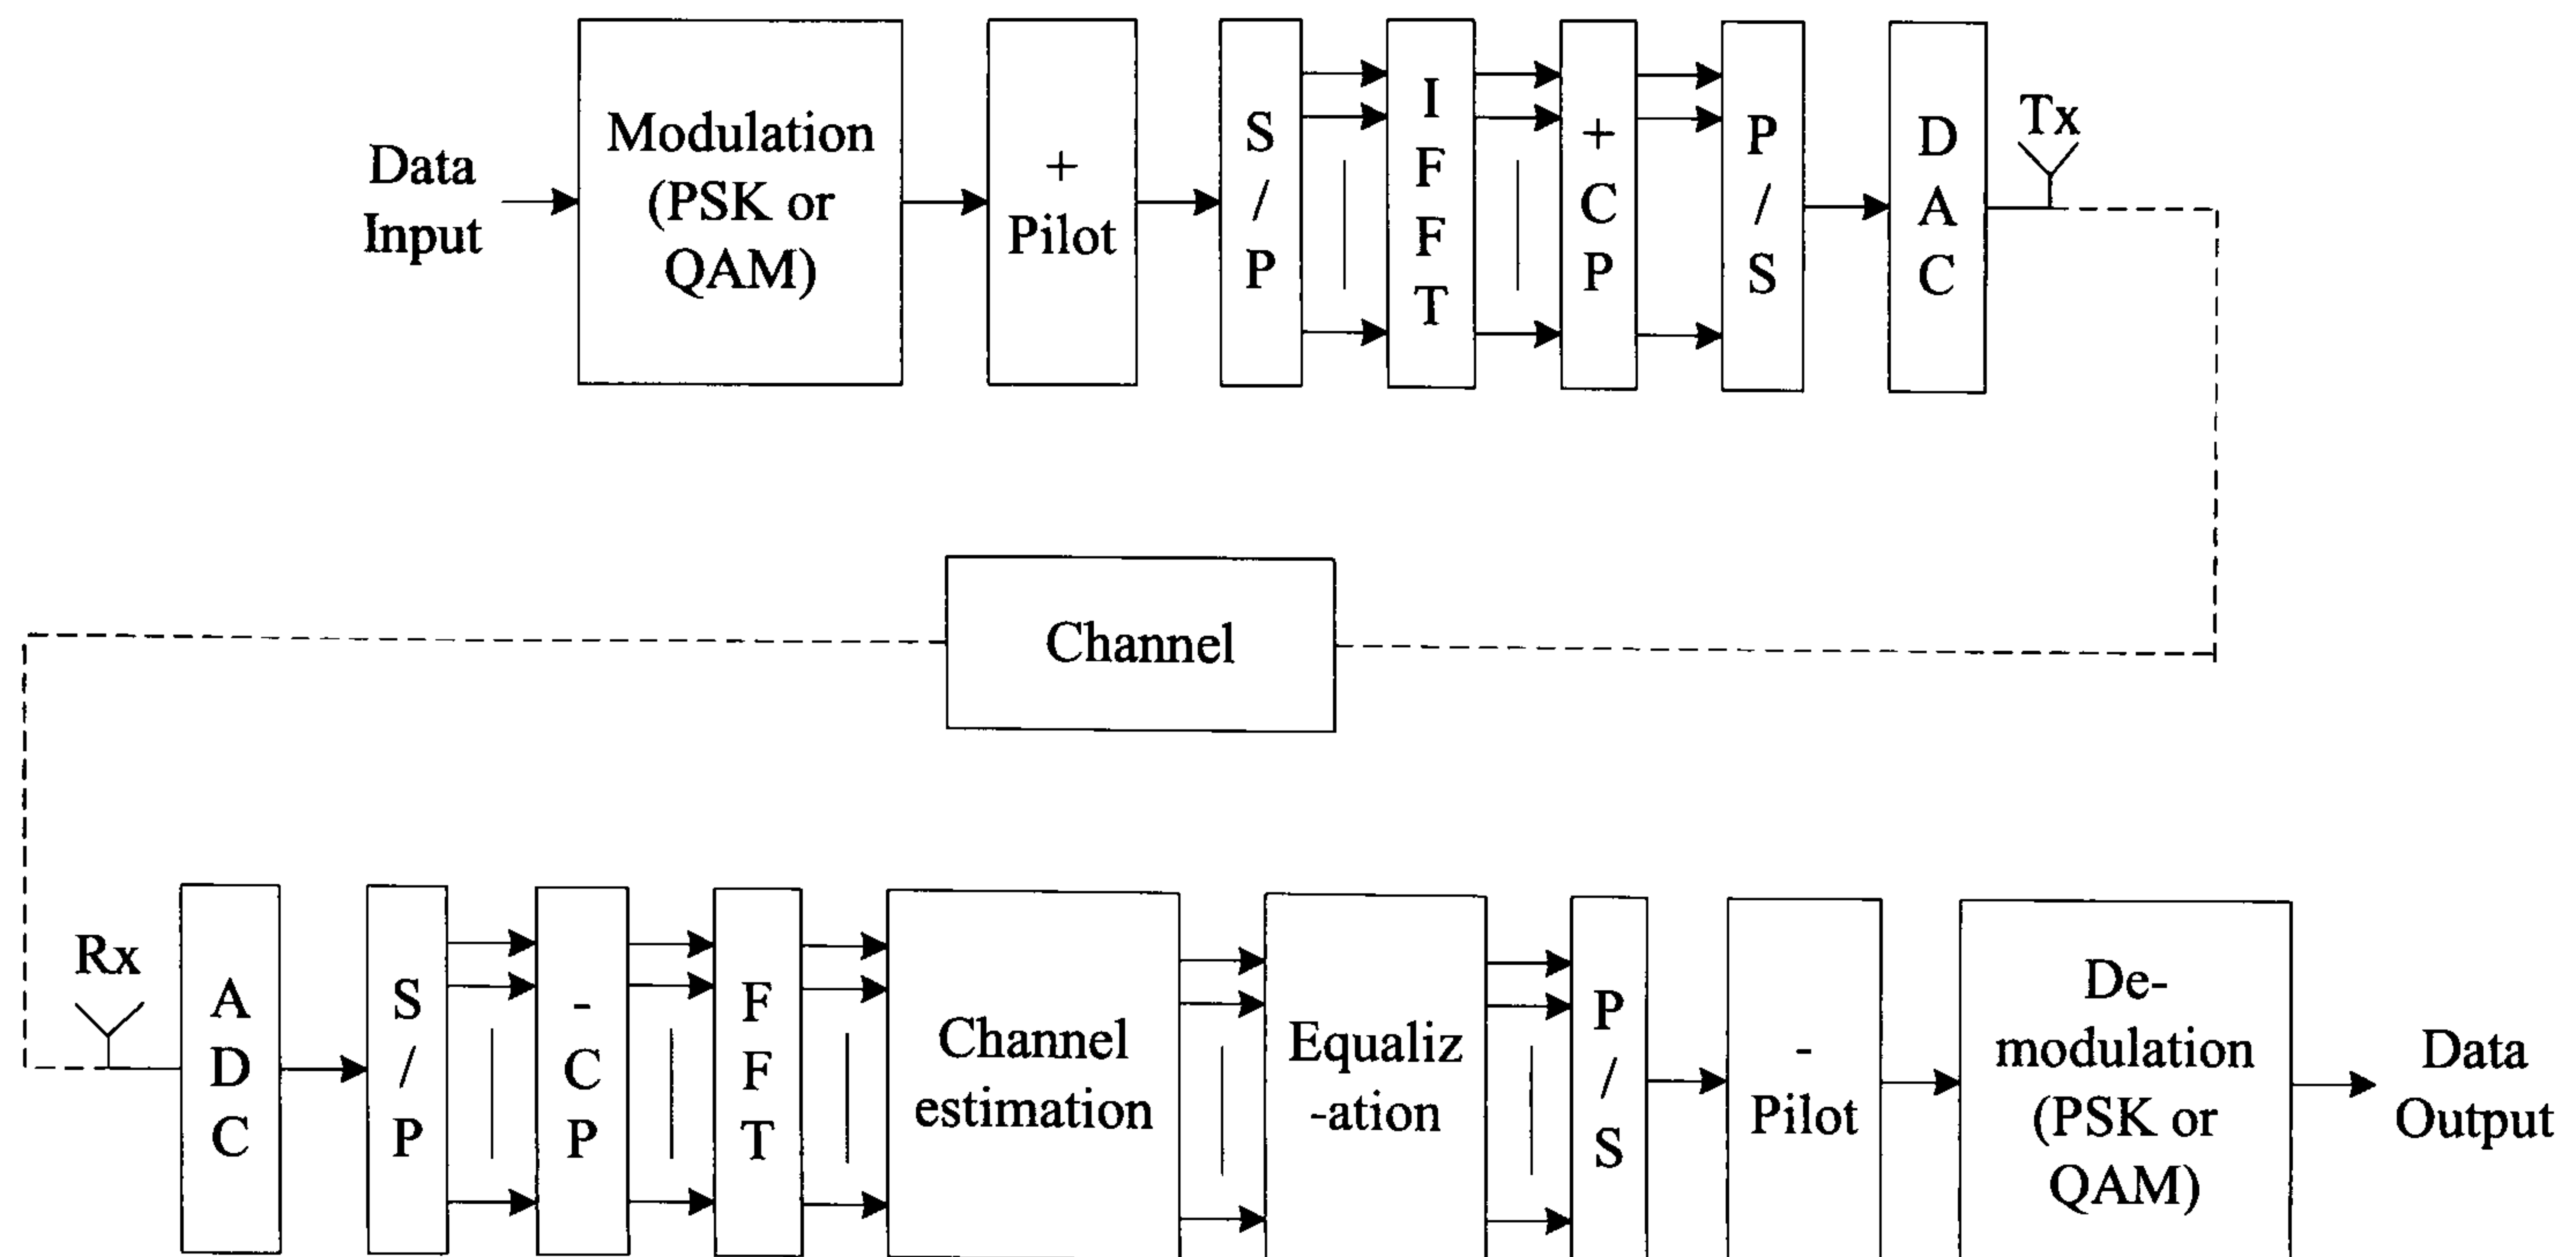 Data
Input
Modulation
(PSK or
QAM)
+
Pilot
S
/
P
I
F
F
T
+
C
P
P
/
S
D
A
C
Tx
Channel
Rx
A
D
C
S
/
P
-
C
P
F
F
T
Channel
estimation
Equaliz
-ation
P
/
S
-
Pilot
De-
modulation
(PSK or
QAM)
Data
Output